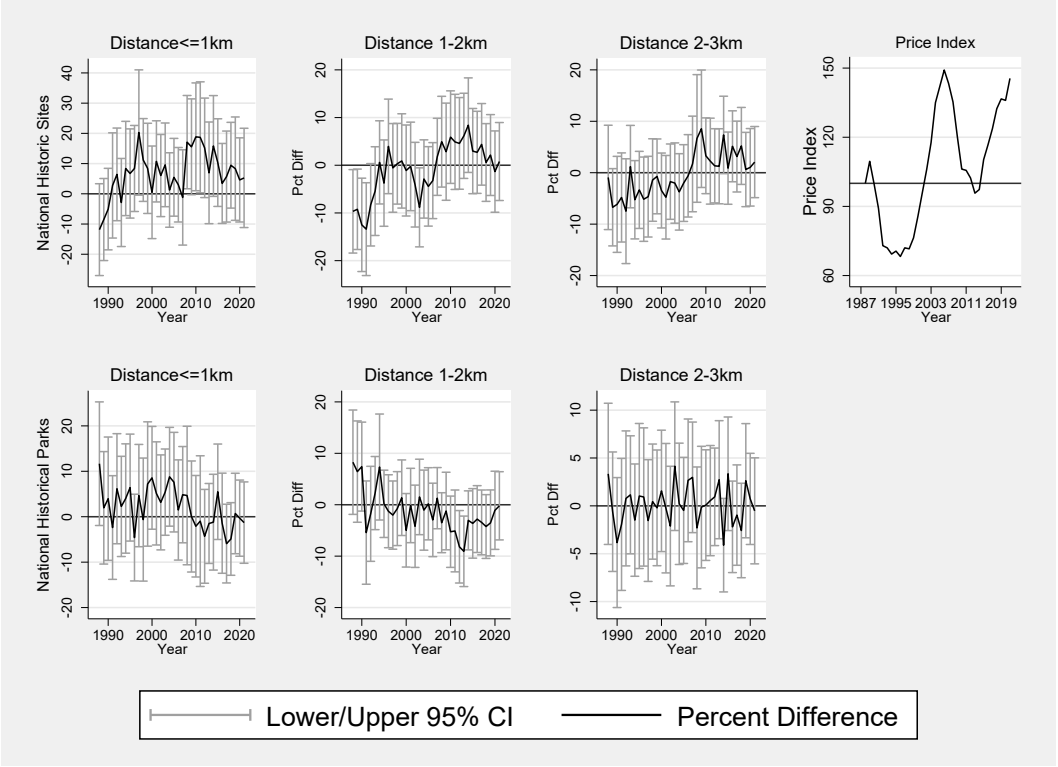 Distance<=1km
National Historic Sites
40
30
20
10
0
-10
-20
1990 2000 2010 2020
Year
Distance 1-2km
Pct Diff
20
10
0
-10
-20
1990 2000 2010 2020
Year
Distance 2-3km
Pct Dff
20
10
0
-10
-20
1990 2000 2010 2020
Year
Price Index
Price Index
150
120
90
60
1987 1995 2003 2011 2019
Year
Distance<=1km
National Historical Parks
20
10
0
-10
-20
1990 2000 2010 2020
Year
Distance 1-2km
Pct Diff
20
10
0
-10
-20
1990 2000 2010 2020
Year
Distance 2-3km
Pct Dff
10
5
0
-5
-10
1990 2000 2010 2020
Year
Lower/Upper 95% CI
Percent Difference